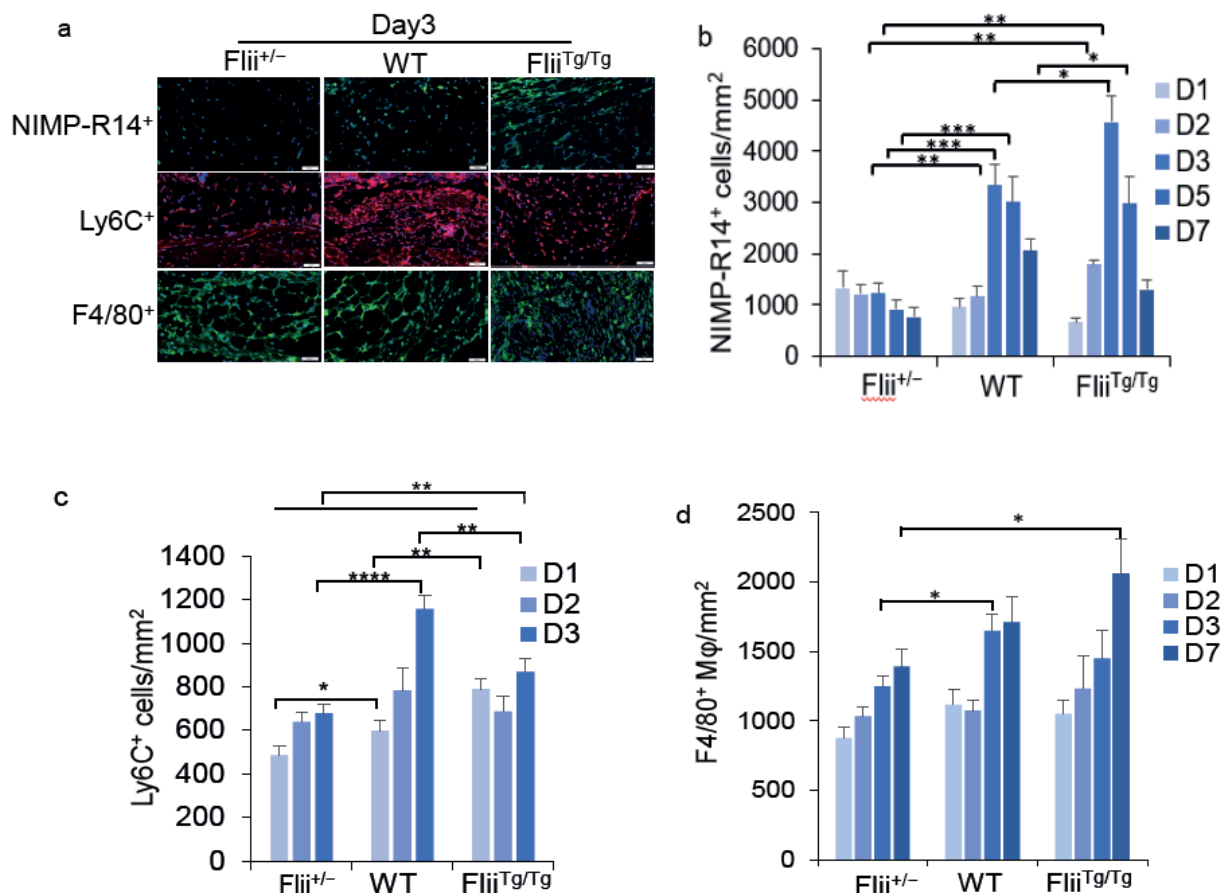 a
Day3
Flii⁺/⁻ WT Fliiᵀᵍ/ᵀᵍ
NIMP-R14⁺
Ly6C⁺
F4/80⁺
b
**
**
*
*
***
***
**
NIMP-R14⁺ cells/mm²
6000
5000
4000
3000
2000
1000
0
D1
D2
D3
D5
D7
Flii⁺/⁻ WT Fliiᵀᵍ/ᵀᵍ
c
**
**
**
****
*
Ly6C⁺ cells/mm²
1400
1200
1000
800
600
400
200
0
D1
D2
D3
Flii⁺/⁻ WT Fliiᵀᵍ/ᵀᵍ
d
*
*
F4/80⁺ Mφ/mm²
2500
2000
1500
1000
500
0
D1
D2
D3
D7
Flii⁺/⁻ WT Fliiᵀᵍ/ᵀᵍ